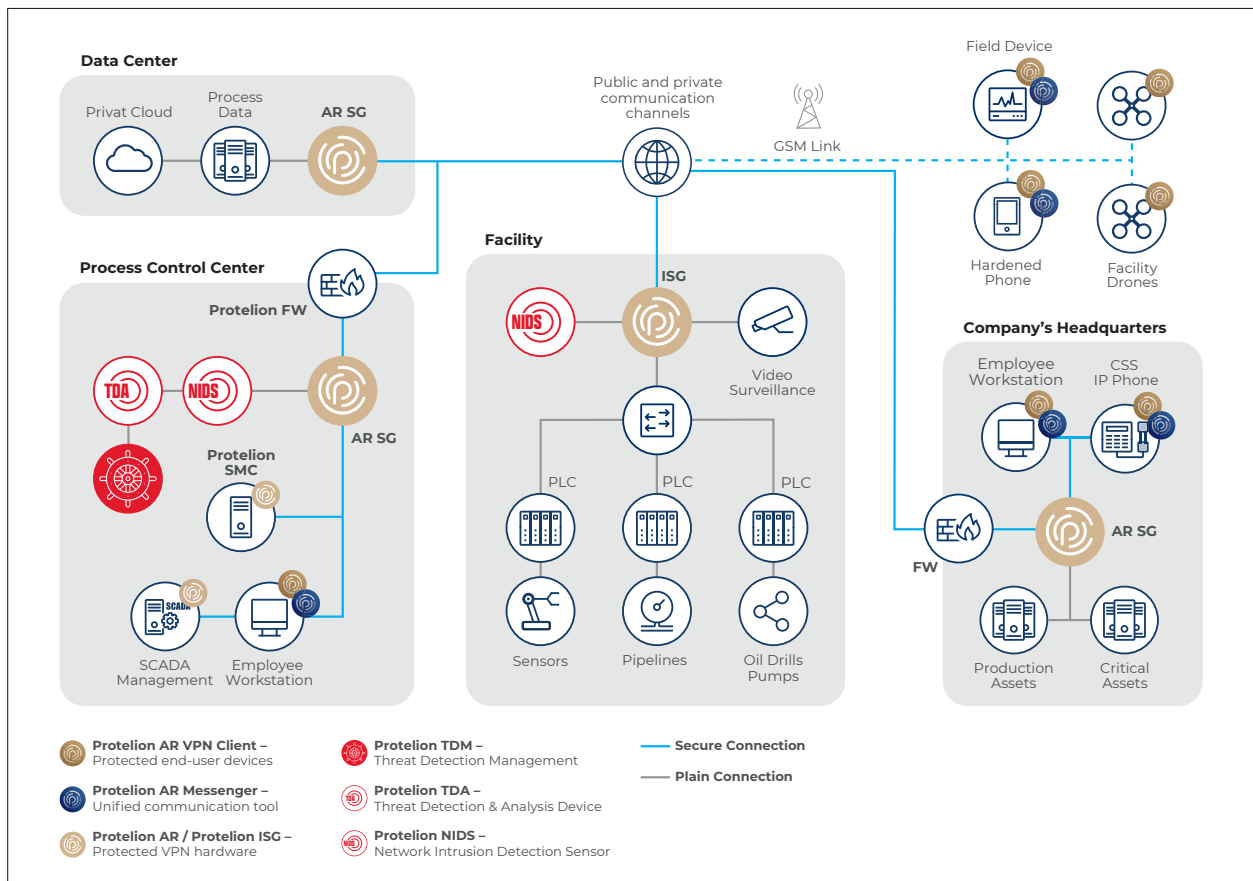 Data Center
Privat Cloud
Process
Data
AR SG
Public and private
communication
channels
GSM Link
Field Device
Hardened
Phone
Facility
Drones
Process Control Center
Protelion FW
TDA
NIDS
AR SG
Protelion
SMC
SCADA
SCADA
Management
Employee
Workstation
Facility
ISG
NIDS
Video
Surveillance
PLC
PLC
PLC
Sensors
Pipelines
Oil Drills
Pumps
Company's Headquarters
Employee
Workstation
CSS
IP Phone
FW
AR SG
Production
Assets
Critical
Assets
Protelion AR VPN Client –
Protected end-user devices
Protelion AR Messenger –
Unified communication tool
Protelion AR / Protelion ISG –
Protected VPN hardware
Protelion TDM –
Threat Detection Management
TDA
Protelion TDA –
Threat Detection & Analysis Device
NIDS
Protelion NIDS –
Network Intrusion Detection Sensor
Secure Connection
Plain Connection